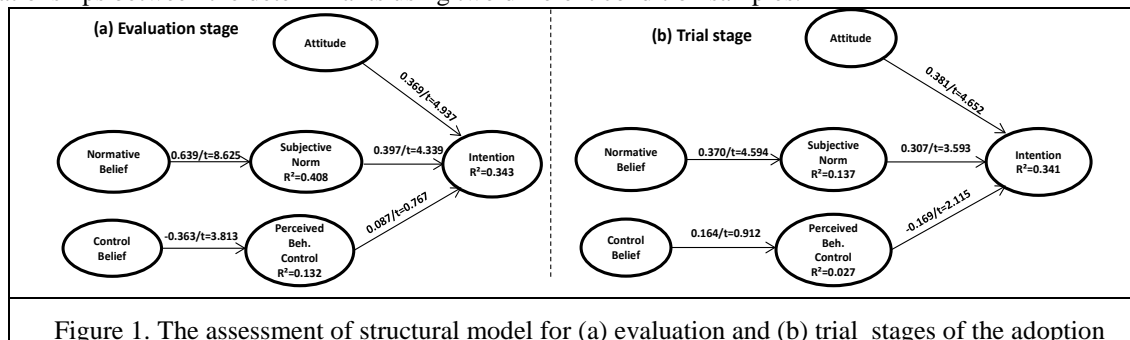 (a) Evaluation stage
Attitude
0.369/t=4.937
Normative
Belief
0.639/t=8.625
Subjective
Norm
R²=0.408
0.397/t=4.339
Intention
R²=0.343
Control
Belief
-0.363/t=3.813
Perceived
Beh.
Control
R²=0.132
0.087/t=0.767
(b) Trial stage
Attitude
0.381/t=4.652
Normative
Belief
0.370/t=4.594
Subjective
Norm
R²=0.137
0.307/t=3.593
Intention
R²=0.341
Control
Belief
0.164/t=0.912
Perceived
Beh.
Control
R²=0.027
-0.169/t=2.115
Figure 1. The assessment of structural model for (a) evaluation and (b) trial stages of the adoption